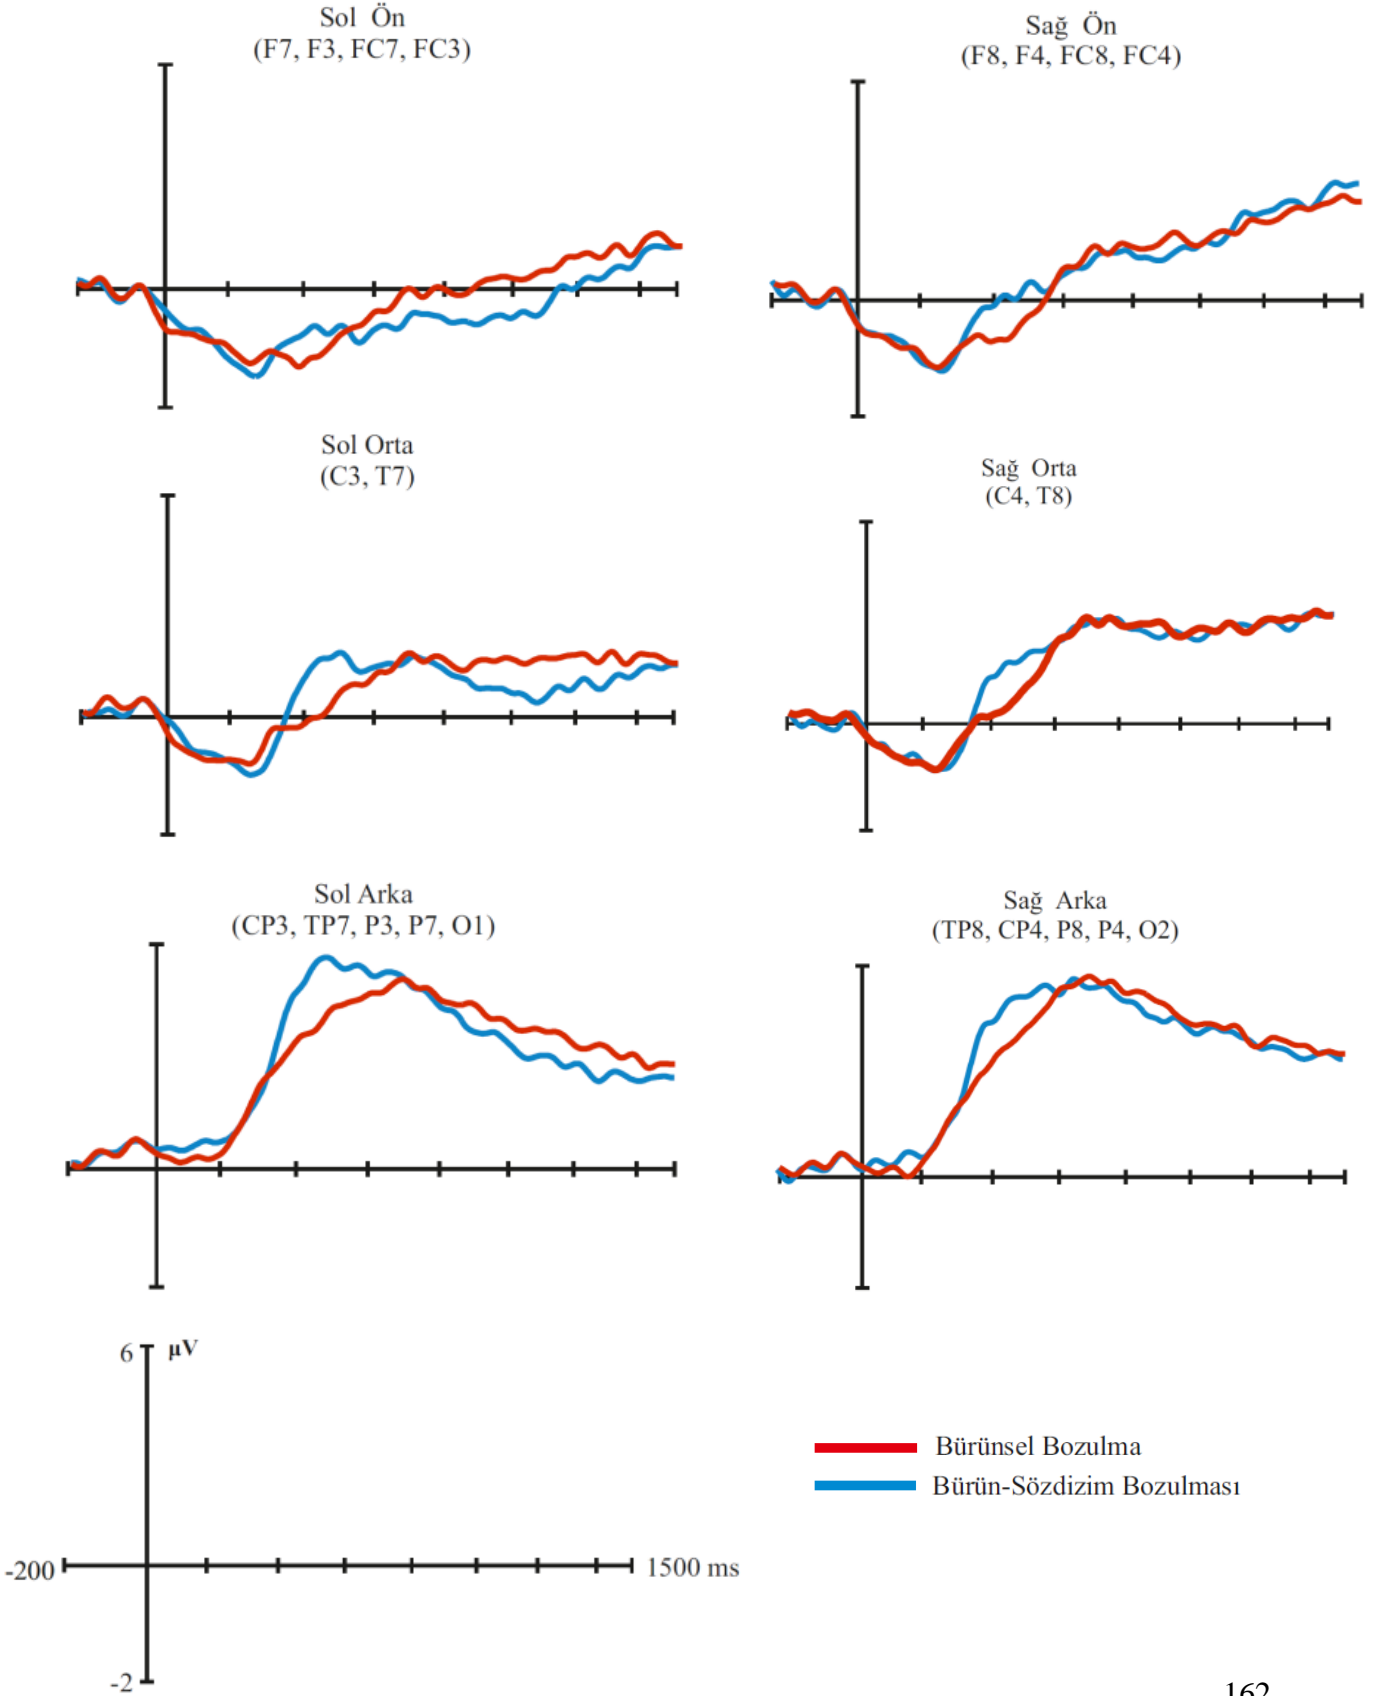 Sol Ön
(F7, F3, FC7, FC3)
Sağ Ön
(F8, F4, FC8, FC4)
Sol Orta
(C3, T7)
Sağ Orta
(C4, T8)
Sol Arka
(CP3, TP7, P3, P7, O1)
Sağ Arka
(TP8, CP4, P8, P4, O2)
6 µV
-200 1500 ms
-2
Bürünsel Bozulma
Bürün-Sözdizim Bozulması
162